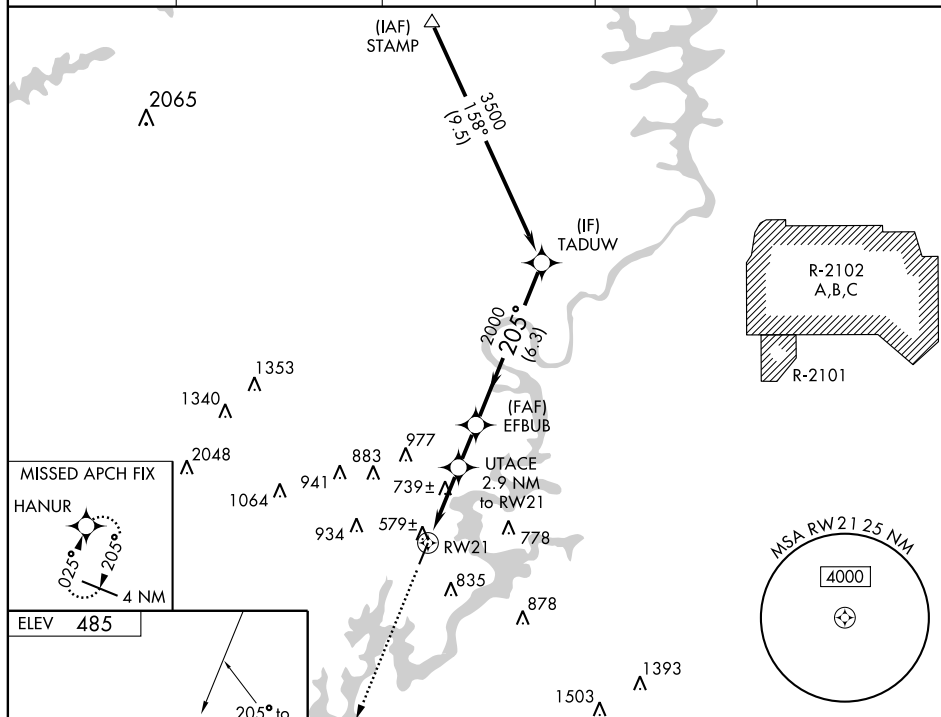 (IAF)
STAMP
2065
3500
158°
(9.5)
(IF)
TADUW
R-2102
A,B,C
R-2101
2000
205°
(6.3)
1353
1340
(FAF)
EFBUB
977
883
941
2048
1064
UTACE
2.9 NM
to RW21
739±
934
579±
778
RW21
MISSED APCH FIX
HANUR
025°
205°
4 NM
835
878
MSA RW21 25 NM
4000
ELEV 485
1393
1503
205° to